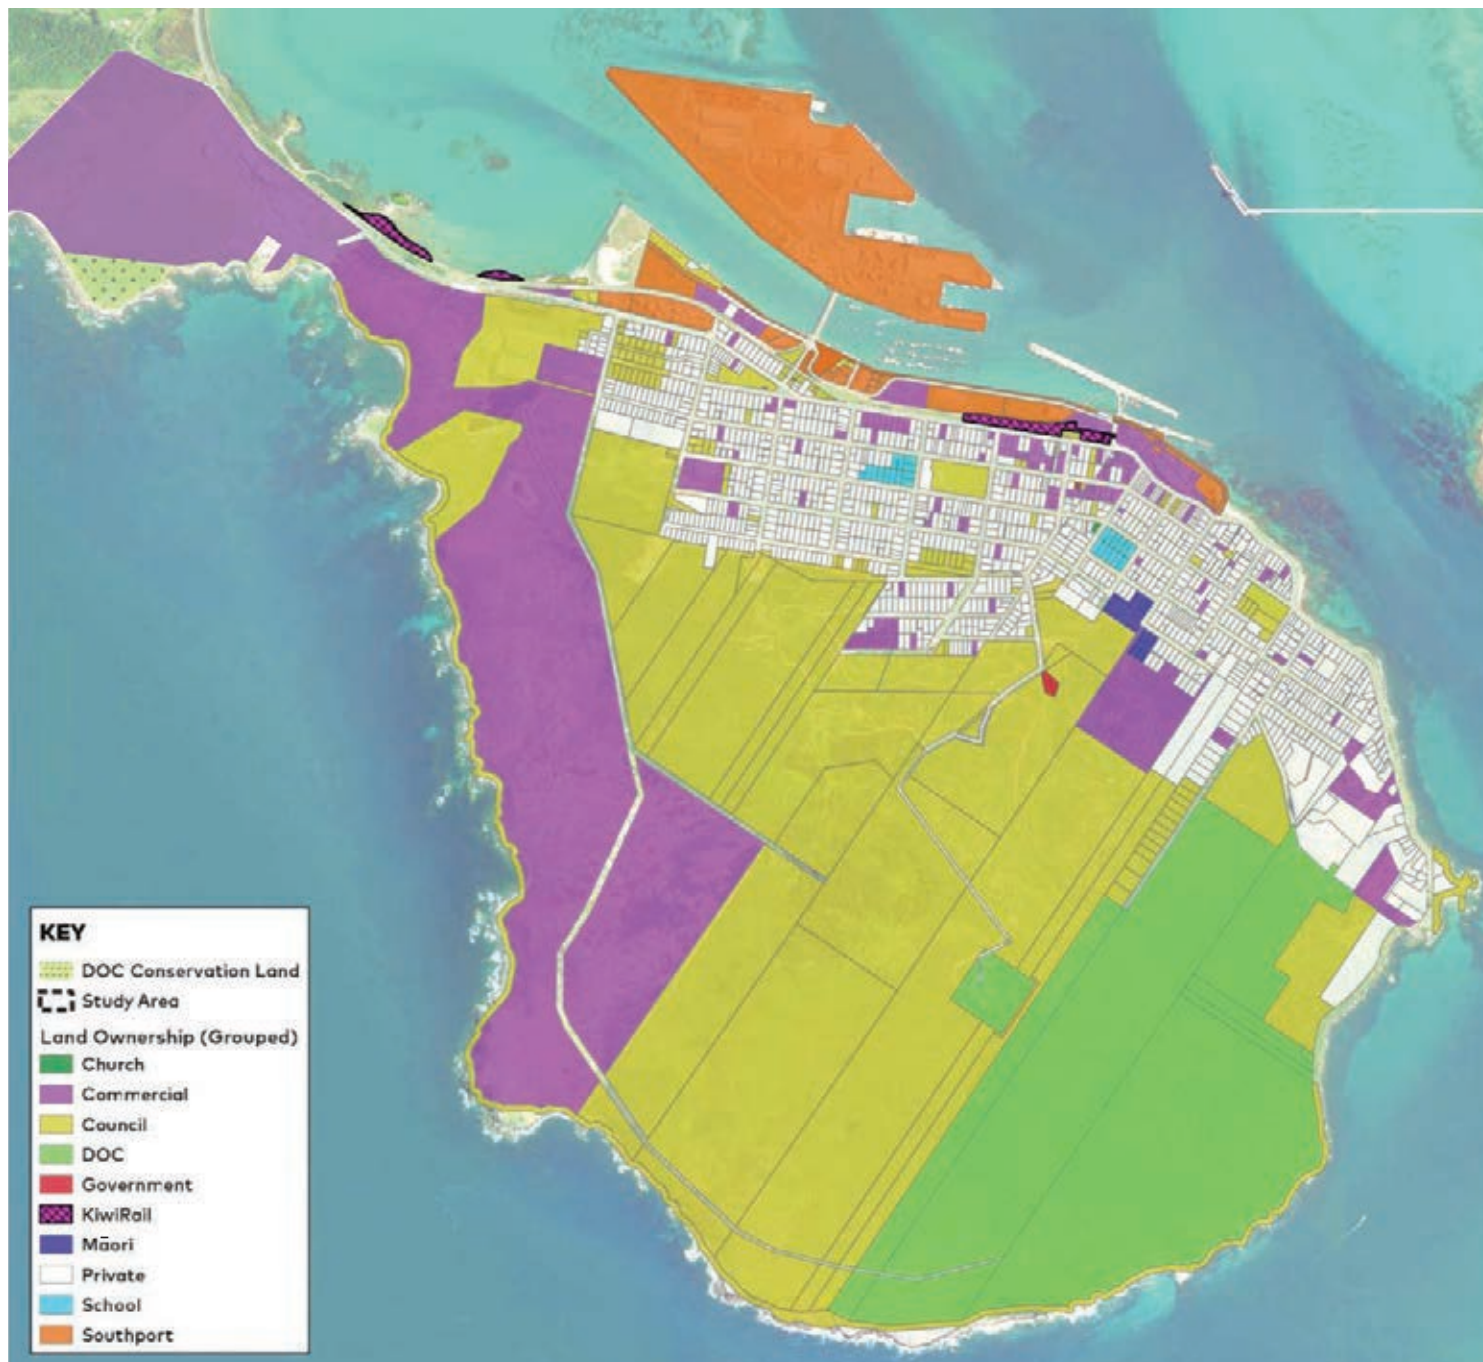 KEY
DOC Conservation Land
Study Area
Land Ownership (Grouped)
Church
Commercial
Council
DOC
Government
KiwiRail
Māori
Private
School
Southport